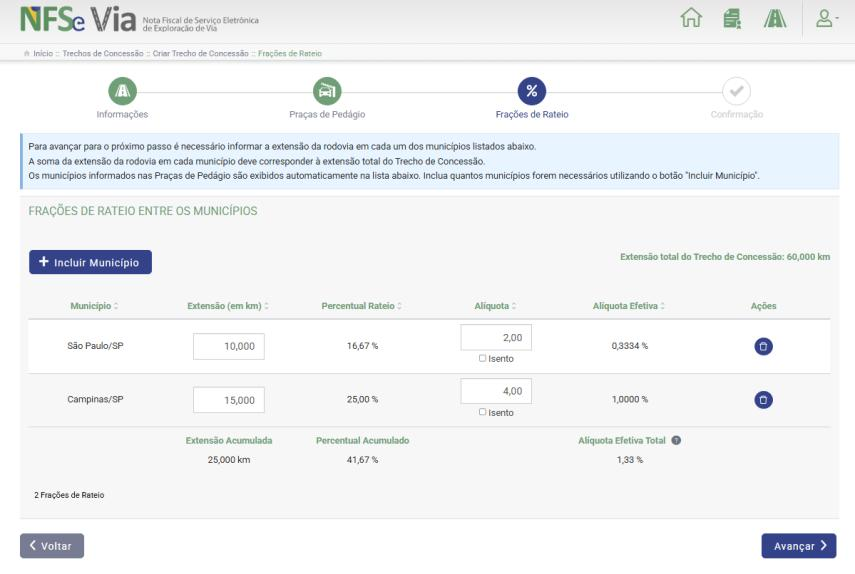 NFSe Via Nota Fiscal de Serviço Eletrônica
de Exploração de Via
Início :: Trechos de Concessão :: Criar Trecho de Concessão :: Frações de Rateio
Informações Praças de Pedágio Frações de Rateio Confirmação
Para avançar para o próximo passo é necessário informar a extensão da rodovia em cada um dos municípios listados abaixo.
A soma da extensão da rodovia em cada município deve corresponder à extensão total do Trecho de Concessão.
Os municípios informados nas Praças de Pedágio são exibidos automaticamente na lista abaixo. Inclua quantos municípios forem necessários utilizando o botão "Incluir Município".
FRAÇÕES DE RATEIO ENTRE OS MUNICÍPIOS
+ Incluir Município
Extensão total do Trecho de Concessão: 60,000 km
Município Extensão (em km) Percentual Rateio Alíquota Alíquota Efetiva Ações
São Paulo/SP 10,000 16,67 % 2,00 0,3334 %
Isento
Campinas/SP 15,000 25,00 % 4,00 1,0000 %
Isento
Extensão Acumulada Percentual Acumulado Alíquota Efetiva Total ?
25,000 km 41,67 % 1,33 %
2 Frações de Rateio
Voltar Avançar